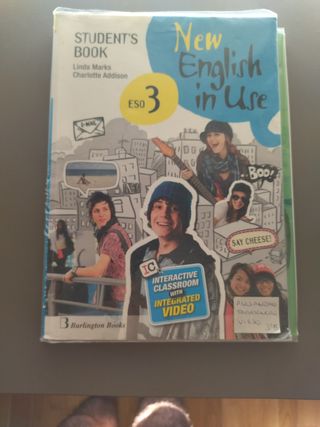 STUDENT'S
BOOK
Linda Marks
Charlotte Addison
ESO 3
New
English
in Use
E-MAIL
BOO!
SAY CHEESE!
INTERACTIVE
CLASSROOM
WITH
INTEGRATED
VIDEO
B Burlington Books